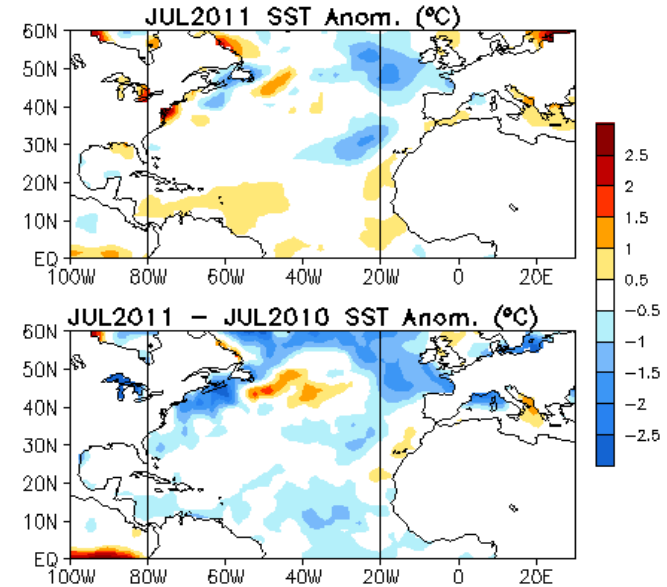 JUL2011 SST Anom. (ºC)
60N
50N
40N
30N
20N
10N
EQ
100W 80W 60W 40W 20W 0 20E
JUL2011 – JUL2010 SST Anom. (ºC)
60N
50N
40N
30N
20N
10N
EQ
100W 80W 60W 40W 20W 0 20E
2.5
2
1.5
1
0.5
−0.5
−1
−1.5
−2
−2.5